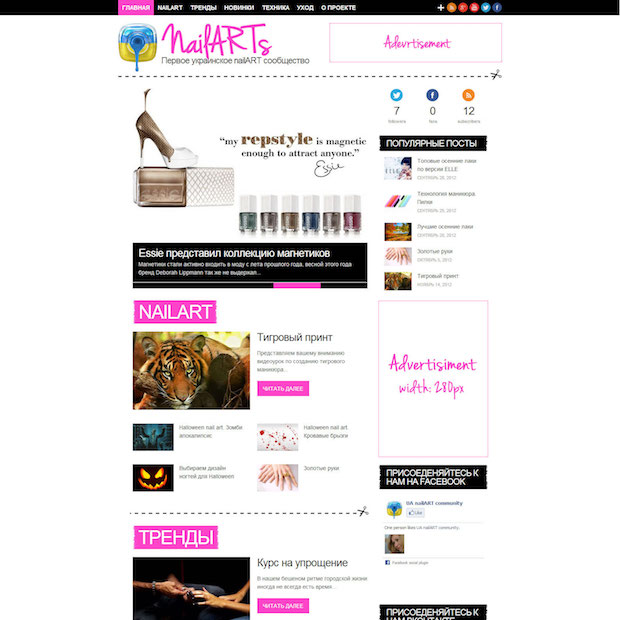 ГЛАВНАЯ NAILART ТРЕНДЫ НОВИНКИ ТЕХНИКА УХОД О ПРОЕКТЕ
NailARTs
Первое украинское nailART сообщество
Adevrtisement
“my repstyle is magnetic
enough to attract anyone.”
Essie
ESSIE
Essie представил коллекцию магнетиков
Магнетики стали активно входить в моду с лета прошлого года, весной этого года
бренд Deborah Lippmann так же не выдержал...
7 0 12
followers fans subscribers
ПОПУЛЯРНЫЕ ПОСТЫ
Топовые осенние лаки
по версии ELLE
СЕНТЯБРЬ 28, 2012
Технология маникюра.
Пилки
СЕНТЯБРЬ 20, 2012
Лучшие осенние лаки
СЕНТЯБРЬ 20, 2012
Золотые руки
ОКТЯБРЬ 5, 2012
Тигровый принт
НОЯБРЬ 14, 2012
NAILART
Тигровый принт
Представляем вашему вниманию
видеоурок по созданию тигрового
маникюра...
ЧИТАТЬ ДАЛЕЕ
Halloween nail art. Зомби
апокалипсис
Halloween nail art.
Кровавые брызги
Выбираем дизайн
ногтей для Halloween
Золотые руки
Advertisiment
width: 280px
ПРИСОЕДЕНЯЙТЕСЬ К
НАМ НА FACEBOOK
UA nailART community
Like
One person likes UA nailART community.
Facebook social plugin
ТРЕНДЫ
Курс на упрощение
В нашем бешеном ритме городской жизни
иногда не всегда есть время...
ЧИТАТЬ ДАЛЕЕ
ПРИСОЕДЕНЯЙТЕСЬ К
НАМ ВКОНТАКТЕ